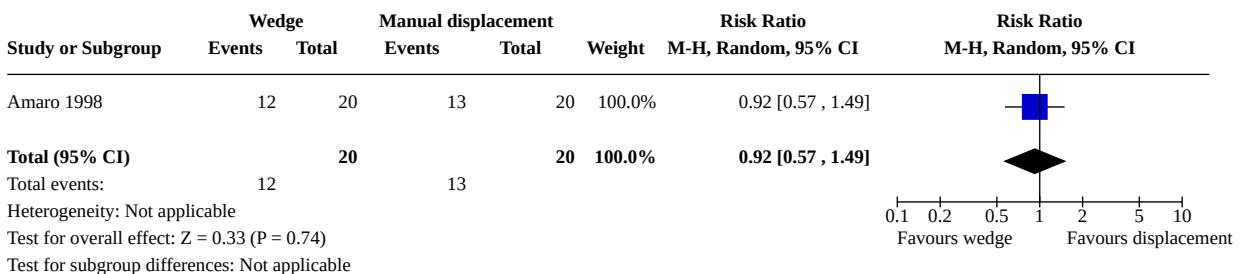 Wedge Manual displacement Risk Ratio Risk Ratio
Study or Subgroup Events Total Events Total Weight M-H, Random, 95% CI M-H, Random, 95% CI
Amaro 1998 12 20 13 20 100.0% 0.92 [0.57 , 1.49]
Total (95% CI) 20 20 100.0% 0.92 [0.57 , 1.49]
Total events: 12 13
Heterogeneity: Not applicable 0.1 0.2 0.5 1 2 5 10
Test for overall effect: Z = 0.33 (P = 0.74) Favours wedge Favours displacement
Test for subgroup differences: Not applicable